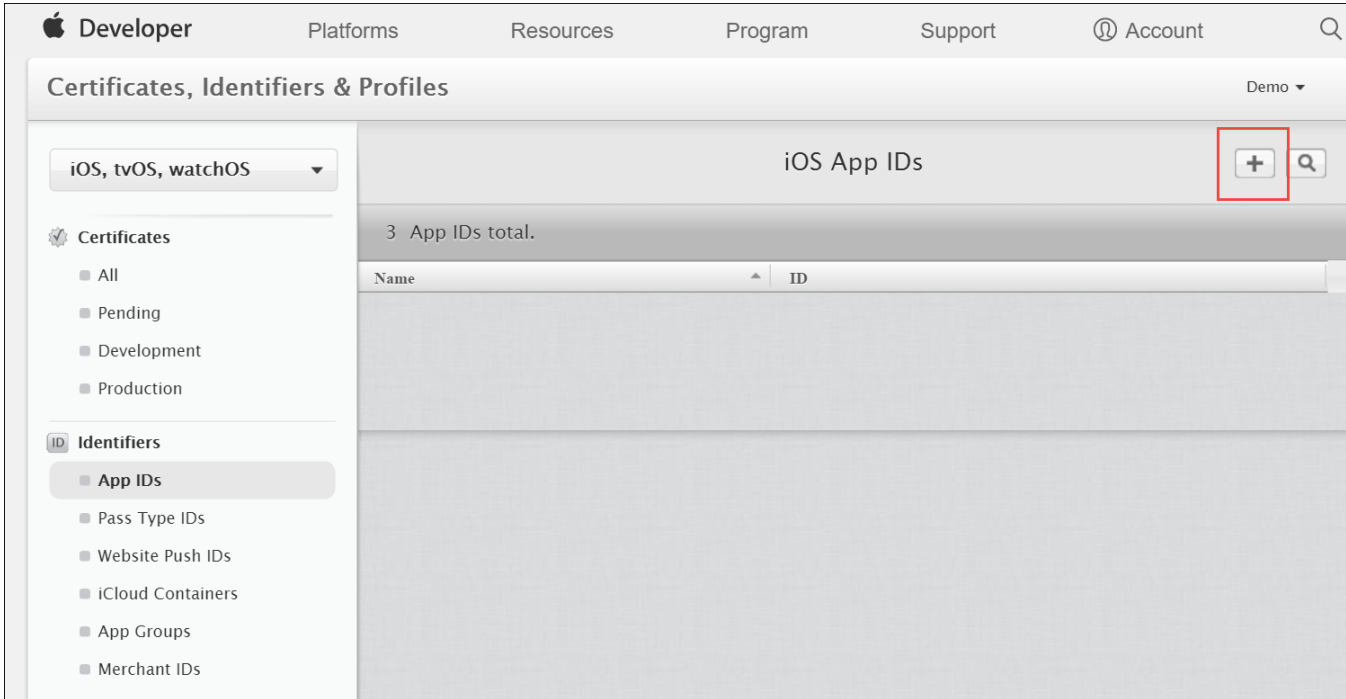 Developer Platforms Resources Program Support Account
Certificates, Identifiers & Profiles Demo
iOS, tvOS, watchOS
iOS App IDs
Certificates
3 App IDs total.
All
Name ID
Pending
Development
Production
ID Identifiers
App IDs
Pass Type IDs
Website Push IDs
iCloud Containers
App Groups
Merchant IDs